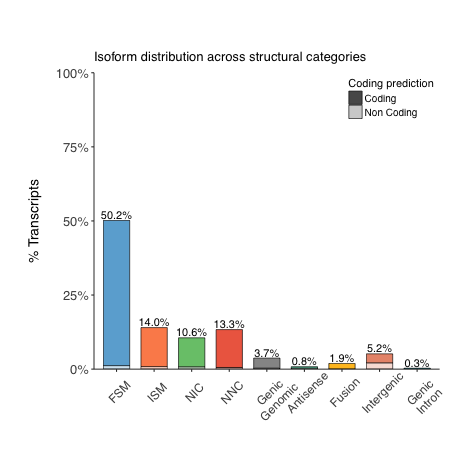 Isoform distribution across structural categories
100%
75%
50%
25%
0%
% Transcripts
Coding prediction
Coding
Non Coding
50.2%
14.0%
10.6%
13.3%
3.7%
0.8%
1.9%
5.2%
0.3%
FSM
ISM
NIC
NNC
Genic
Genomic
Antisense
Fusion
Intergenic
Genic
Intron